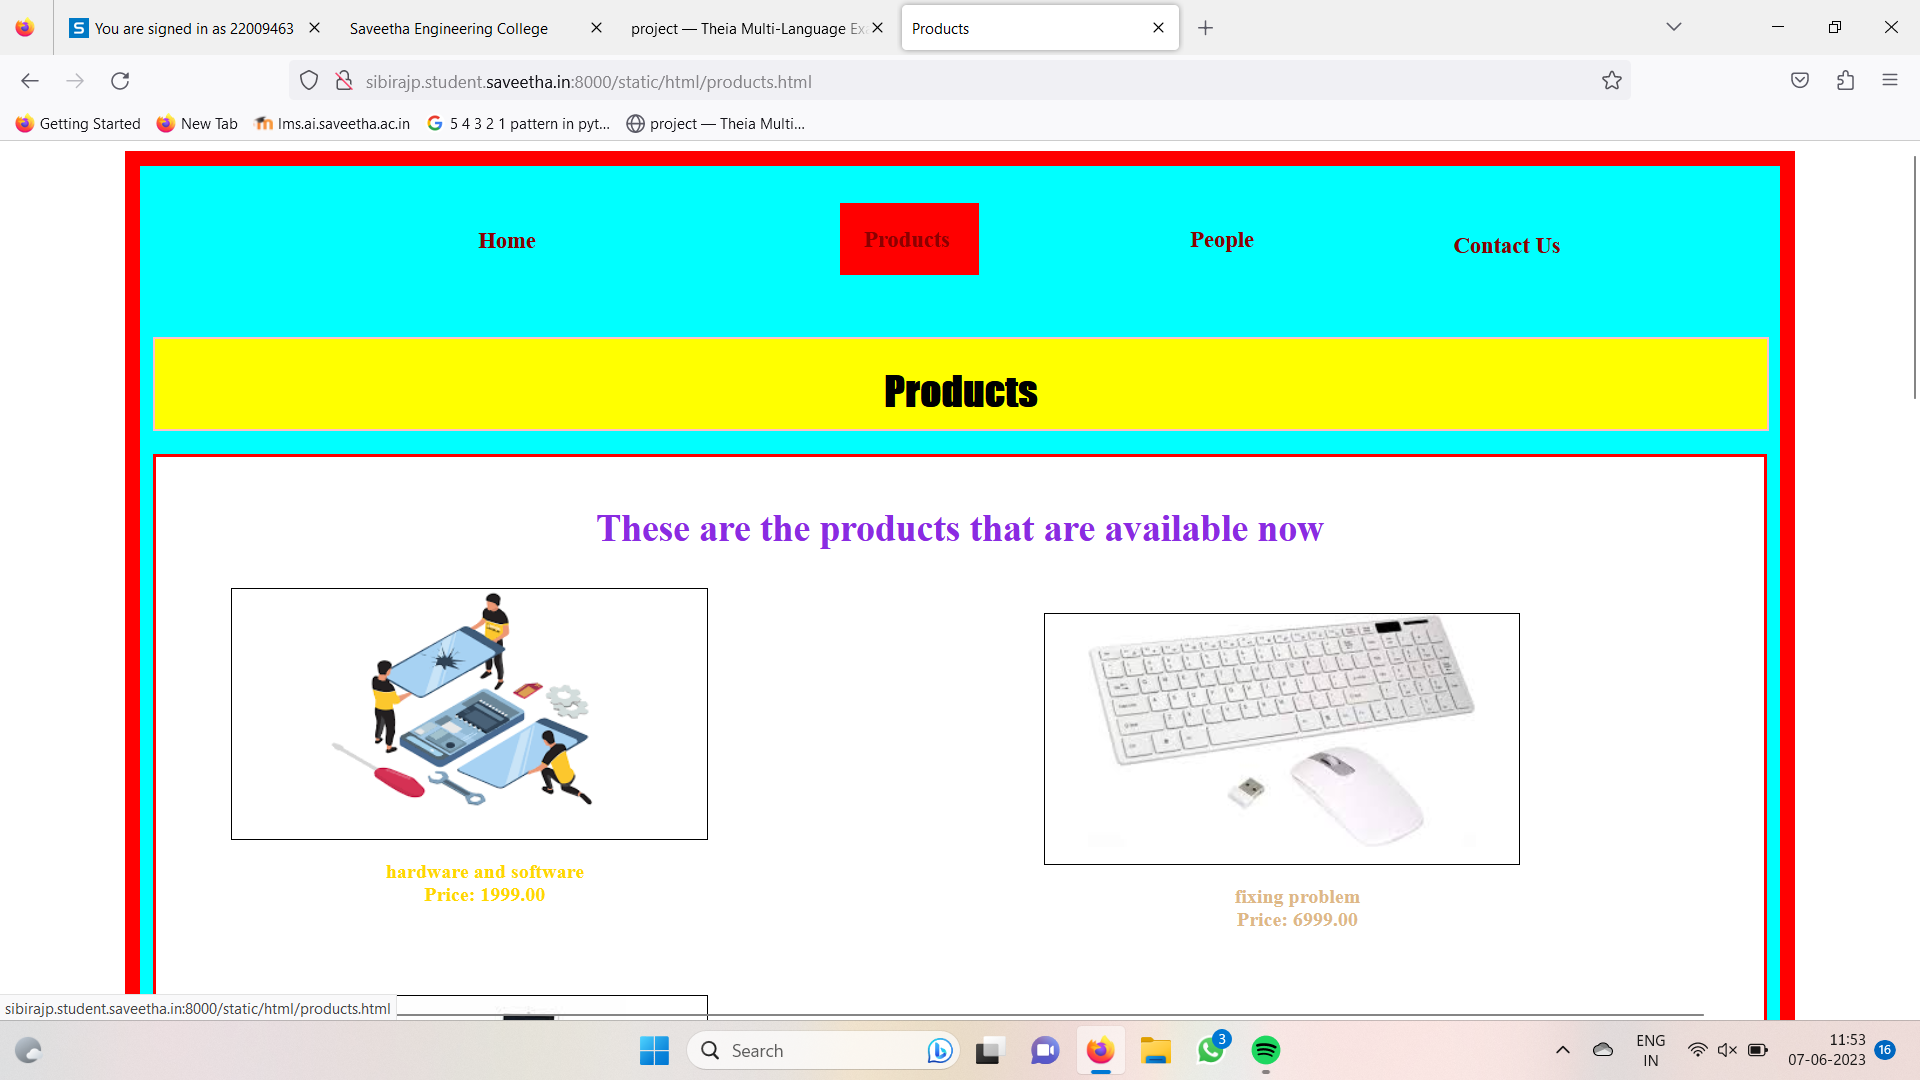 You are signed in as 22009463
Saveetha Engineering College
project — Theia Multi-Language Ex
Products
sibirajp.student.saveetha.in:8000/static/html/products.html
Getting Started
New Tab
lms.ai.saveetha.ac.in
5 4 3 2 1 pattern in pyt...
project — Theia Multi...
Home
Products
People
Contact Us
Products
These are the products that are available now
hardware and software
Price: 1999.00
fixing problem
Price: 6999.00
sibirajp.student.saveetha.in:8000/static/html/products.html
Search
3
ENG
IN
11:53
07-06-2023
16